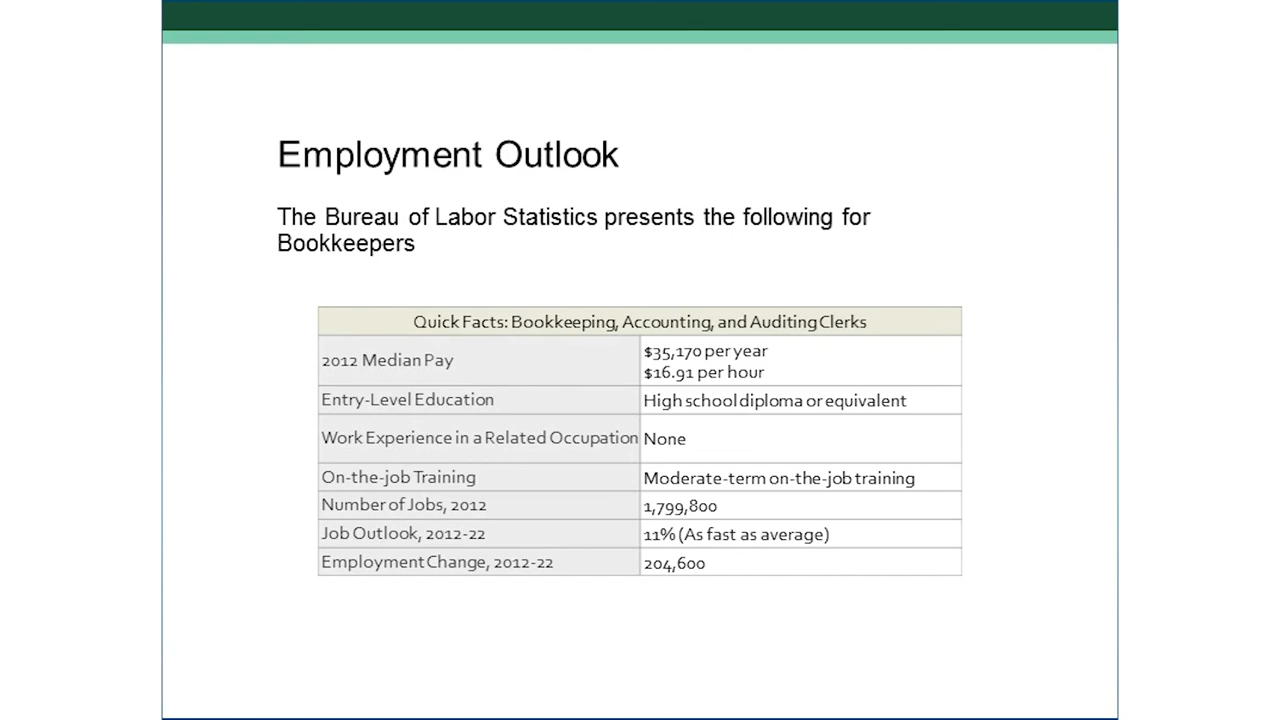 Employment Outlook
The Bureau of Labor Statistics presents the following for
Bookkeepers
Quick Facts: Bookkeeping, Accounting, and Auditing Clerks
2012 Median Pay
$35,170 per year
$16.91 per hour
Entry-Level Education
High school diploma or equivalent
Work Experience in a Related Occupation
None
On-the-job Training
Moderate-term on-the-job training
Number of Jobs, 2012
1,799,800
Job Outlook, 2012-22
11% (As fast as average)
Employment Change, 2012-22
204,600